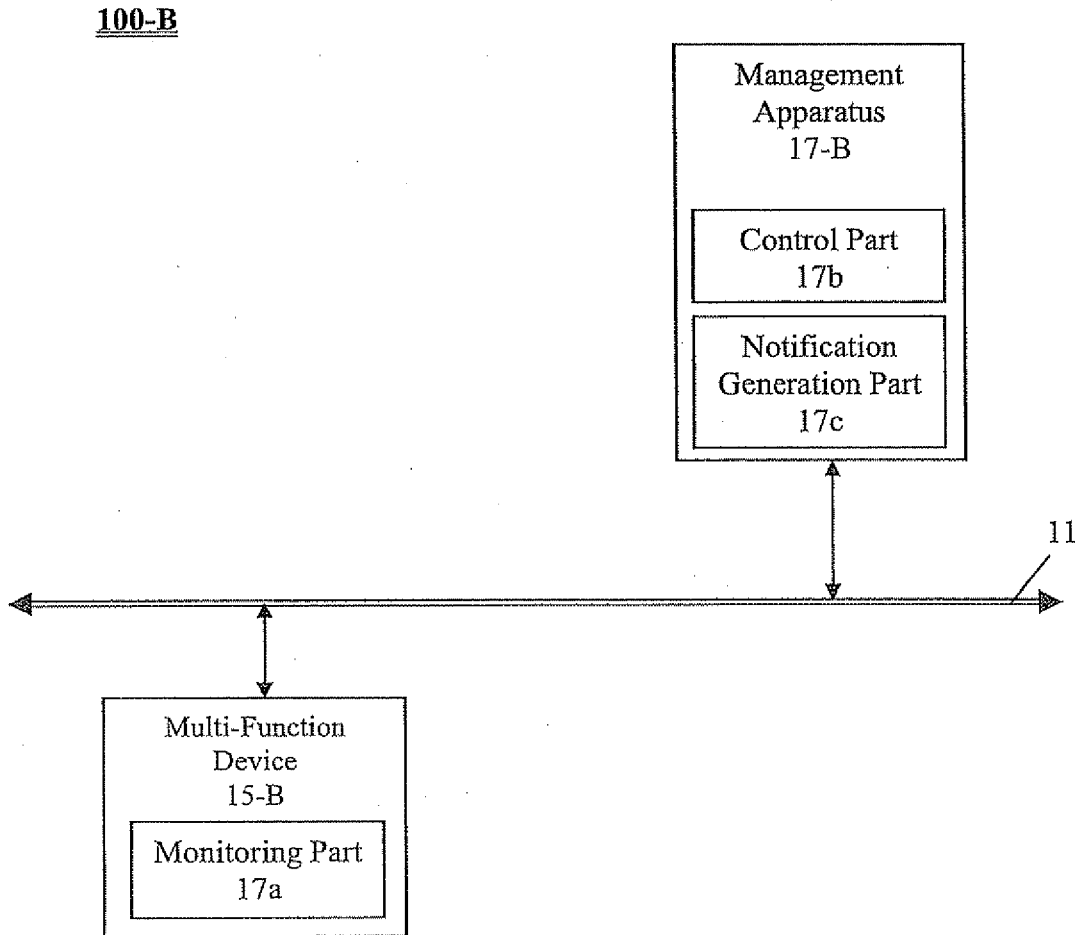 100-B
Management
Apparatus
17-B
Control Part
17b
Notification
Generation Part
17c
11
Multi-Function
Device
15-B
Monitoring Part
17a